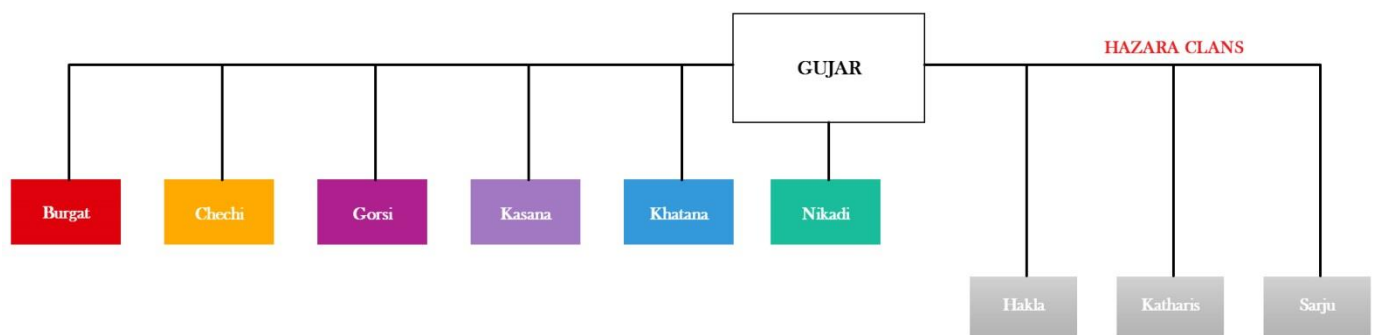 HAZARA CLANS
GUJAR
Burgat
Chechi
Gorsi
Kasana
Khatana
Nikadi
Hakla
Katharis
Sarju